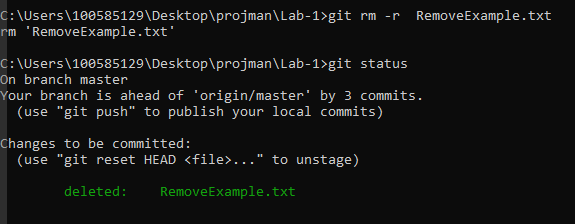 C:\Users\100585129\Desktop\projman\Lab-1>git rm -r  RemoveExample.txt
rm 'RemoveExample.txt'
C:\Users\100585129\Desktop\projman\Lab-1>git status
On branch master
Your branch is ahead of 'origin/master' by 3 commits.
  (use "git push" to publish your local commits)
Changes to be committed:
  (use "git reset HEAD <file>..." to unstage)
        deleted:    RemoveExample.txt